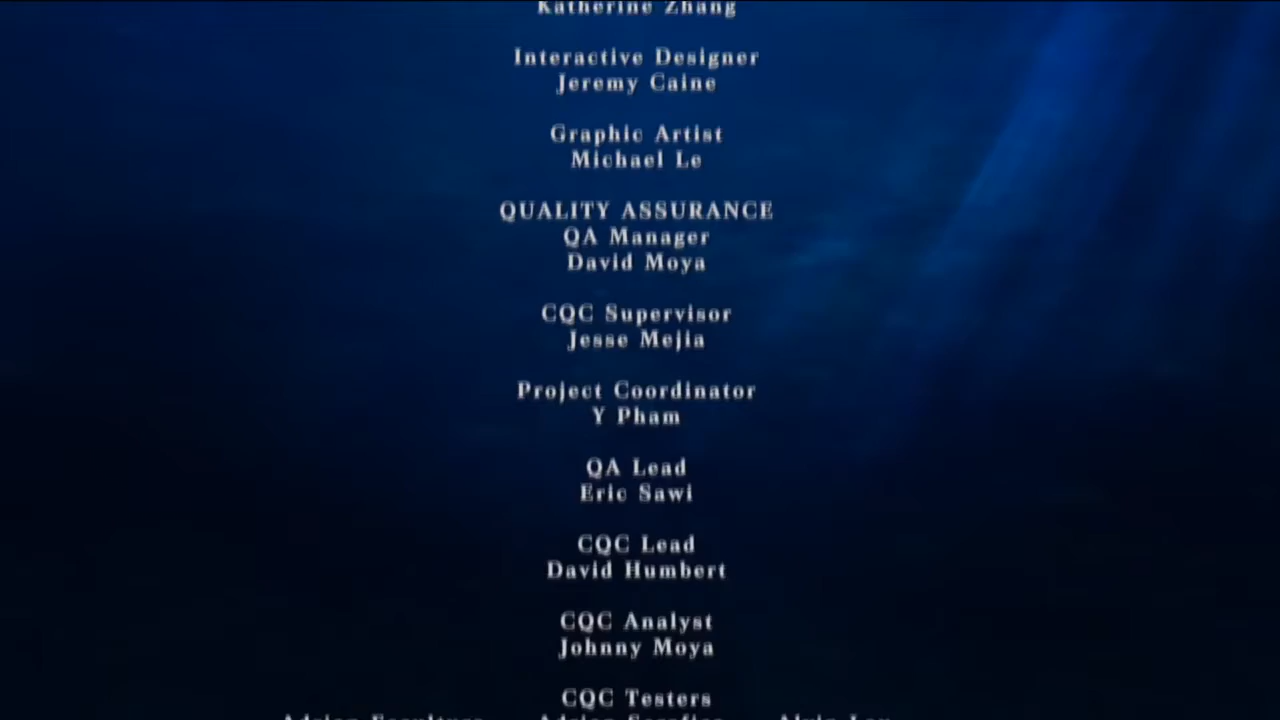 Katherine Zhang
Interactive Designer
Jeremy Caine
Graphic Artist
Michael Le
QUALITY ASSURANCE
QA Manager
David Moya
CQC Supervisor
Jesse Mejia
Project Coordinator
Y Pham
QA Lead
Eric Sawi
CQC Lead
David Humbert
CQC Analyst
Johnny Moya
CQC Testers